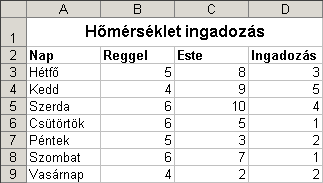 A B C D
1 Hőmérséklet ingadozás
2 Nap Reggel Este Ingadozás
3 Hétfő 5 8 3
4 Kedd 4 9 5
5 Szerda 6 10 4
6 Csütörtök 6 5 1
7 Péntek 5 3 2
8 Szombat 6 7 1
9 Vasárnap 4 2 2